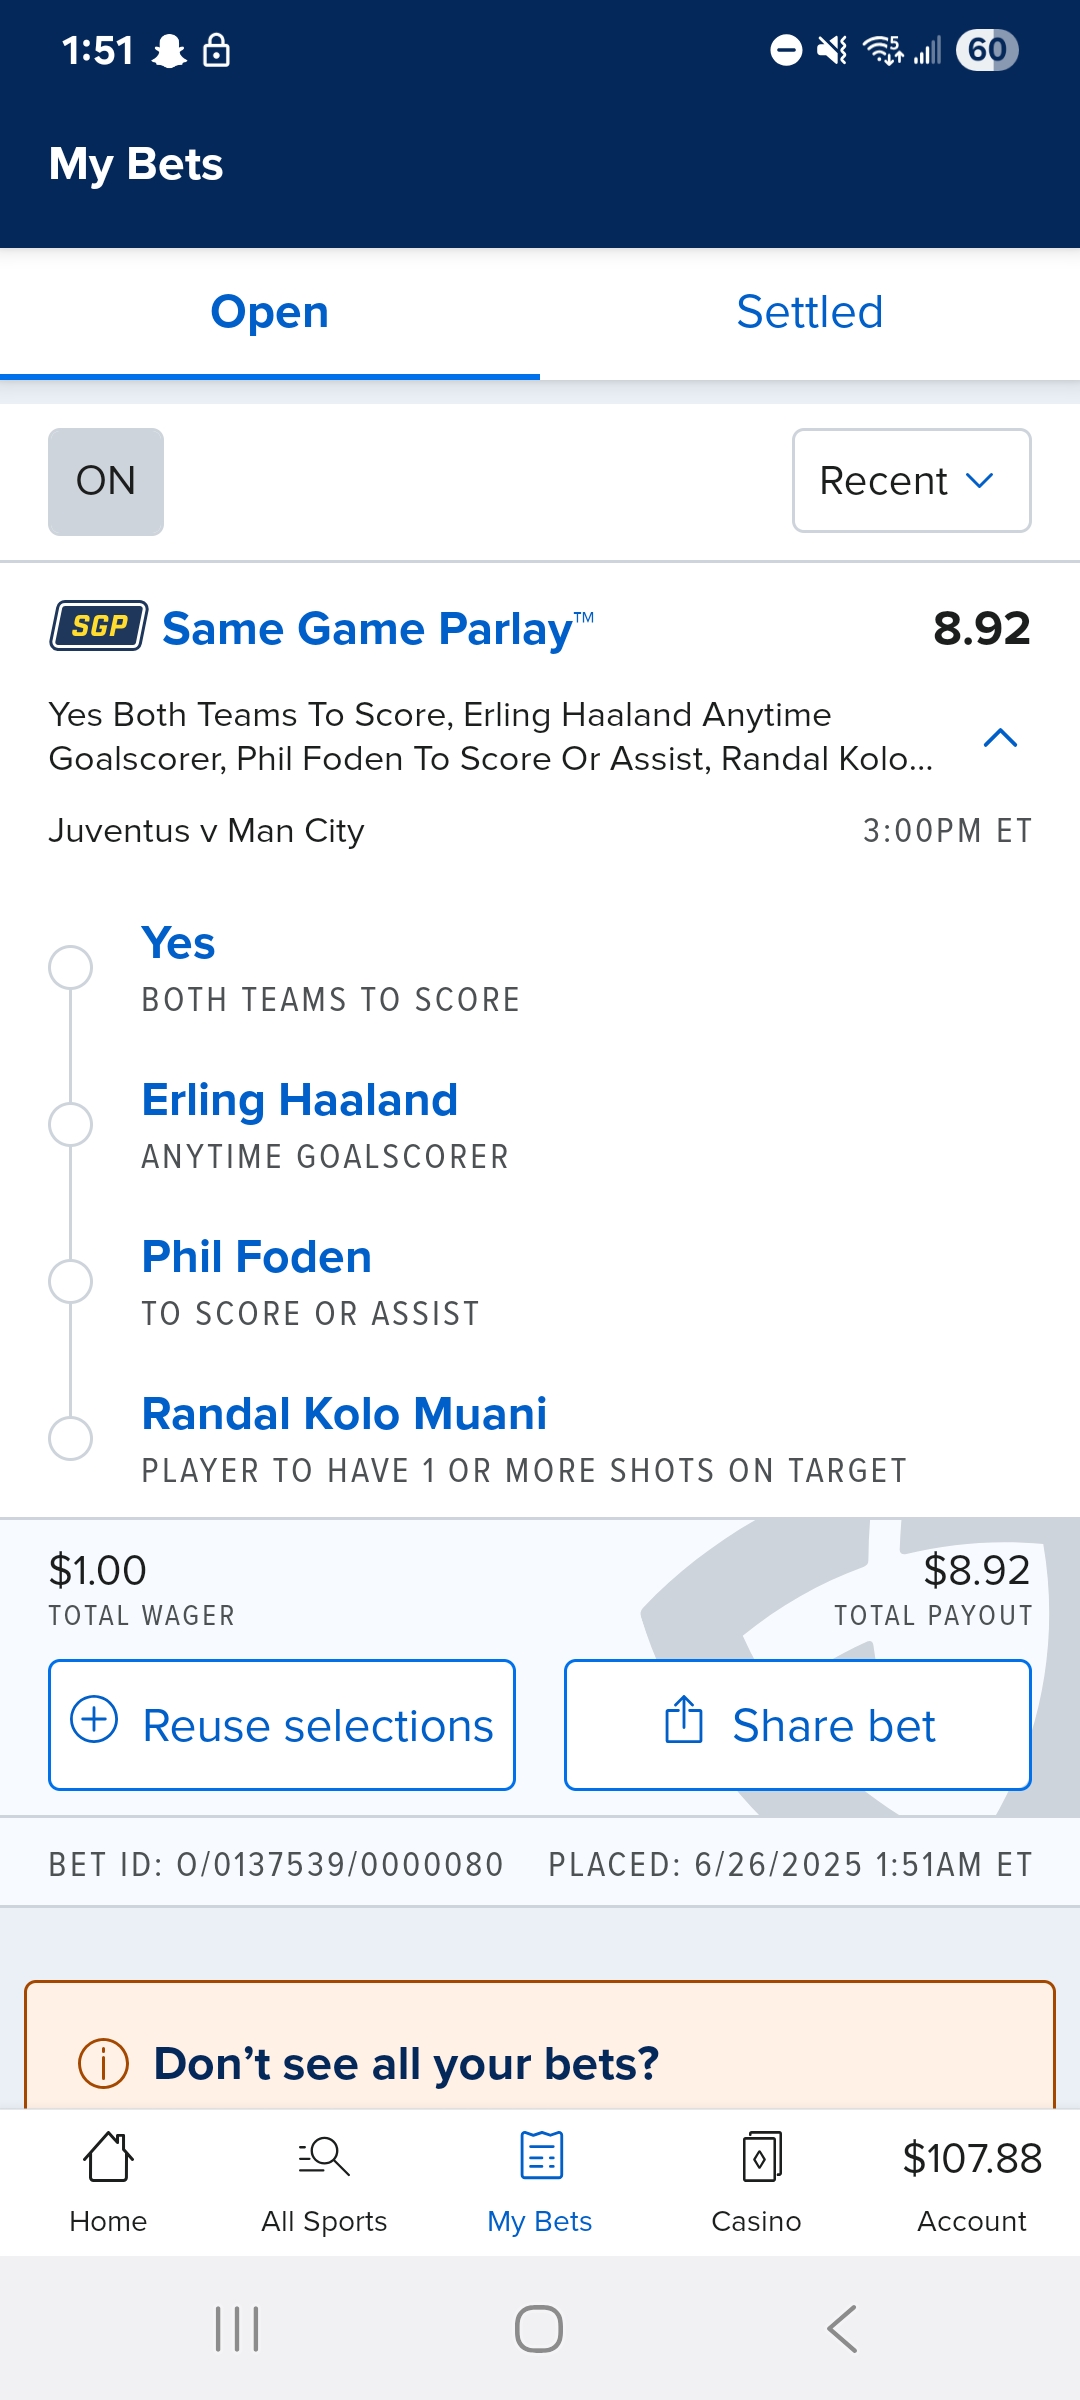 1:51
5
60
My Bets
Open
Settled
ON
Recent
SGP Same Game Parlay™ 8.92
Yes Both Teams To Score, Erling Haaland Anytime
Goalscorer, Phil Foden To Score Or Assist, Randal Kolo...
Juventus v Man City 3:00PM ET
Yes
BOTH TEAMS TO SCORE
Erling Haaland
ANYTIME GOALSCORER
Phil Foden
TO SCORE OR ASSIST
Randal Kolo Muani
PLAYER TO HAVE 1 OR MORE SHOTS ON TARGET
$1.00 $8.92
TOTAL WAGER TOTAL PAYOUT
Reuse selections
Share bet
BET ID: O/0137539/0000080 PLACED: 6/26/2025 1:51AM ET
Don’t see all your bets?
$107.88
Home All Sports My Bets Casino Account